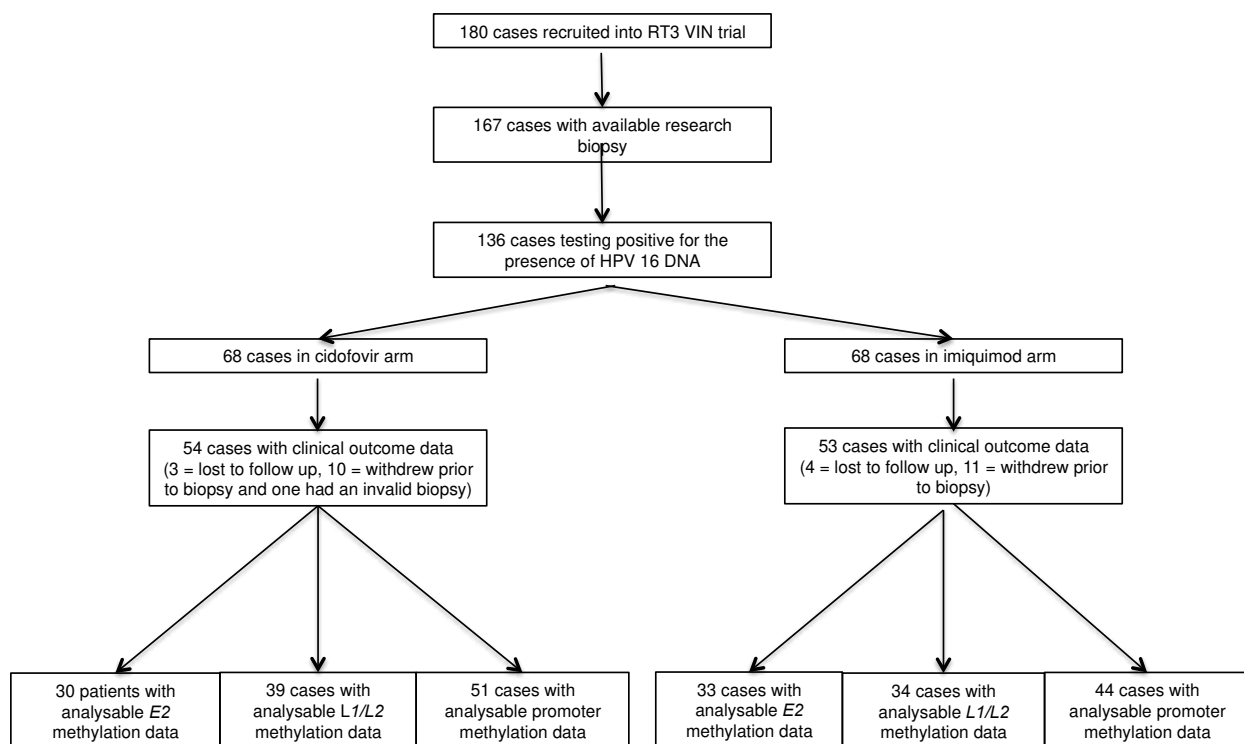 180 cases recruited into RT3 VIN trial
167 cases with available research
biopsy
136 cases testing positive for the
presence of HPV 16 DNA
68 cases in cidofovir arm
68 cases in imiquimod arm
54 cases with clinical outcome data
(3 = lost to follow up, 10 = withdrew prior
to biopsy and one had an invalid biopsy)
53 cases with clinical outcome data
(4 = lost to follow up, 11 = withdrew prior
to biopsy)
30 patients with
analysable E2
methylation data
39 cases with
analysable L1/L2
methylation data
51 cases with
analysable promoter
methylation data
33 cases with
analysable E2
methylation data
34 cases with
analysable L1/L2
methylation data
44 cases with
analysable promoter
methylation data